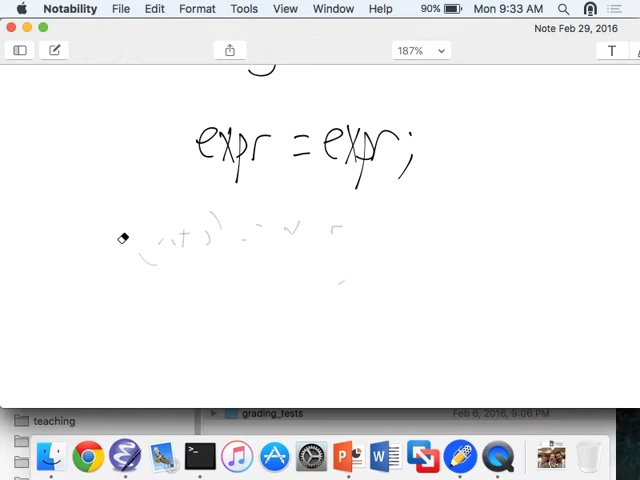 Notability File Edit Format Tools View Window Help 90% Mon 9:33 AM
Note Feb 29, 2016
187% T
expr = expr;
teaching
grading_tests Feb 6, 2016, 9:06 PM